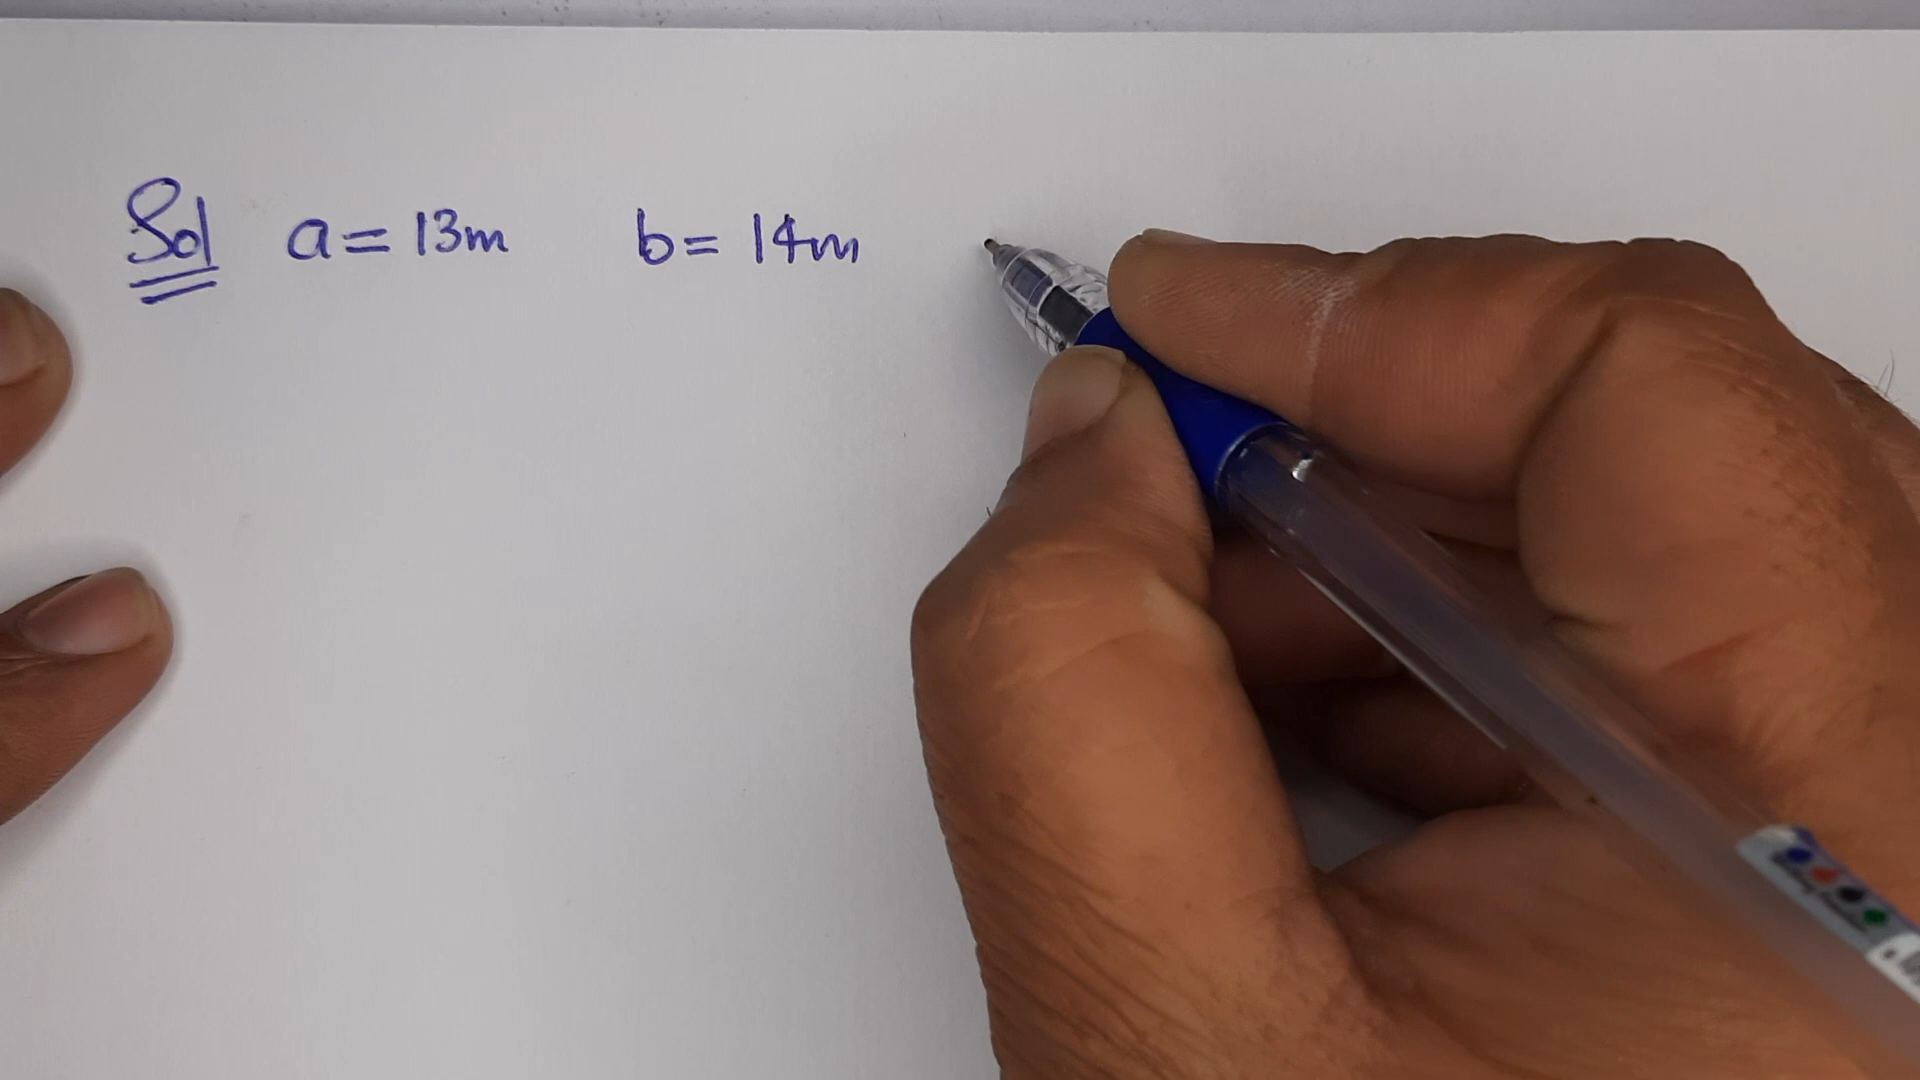 Sol a = 13m b = 14m